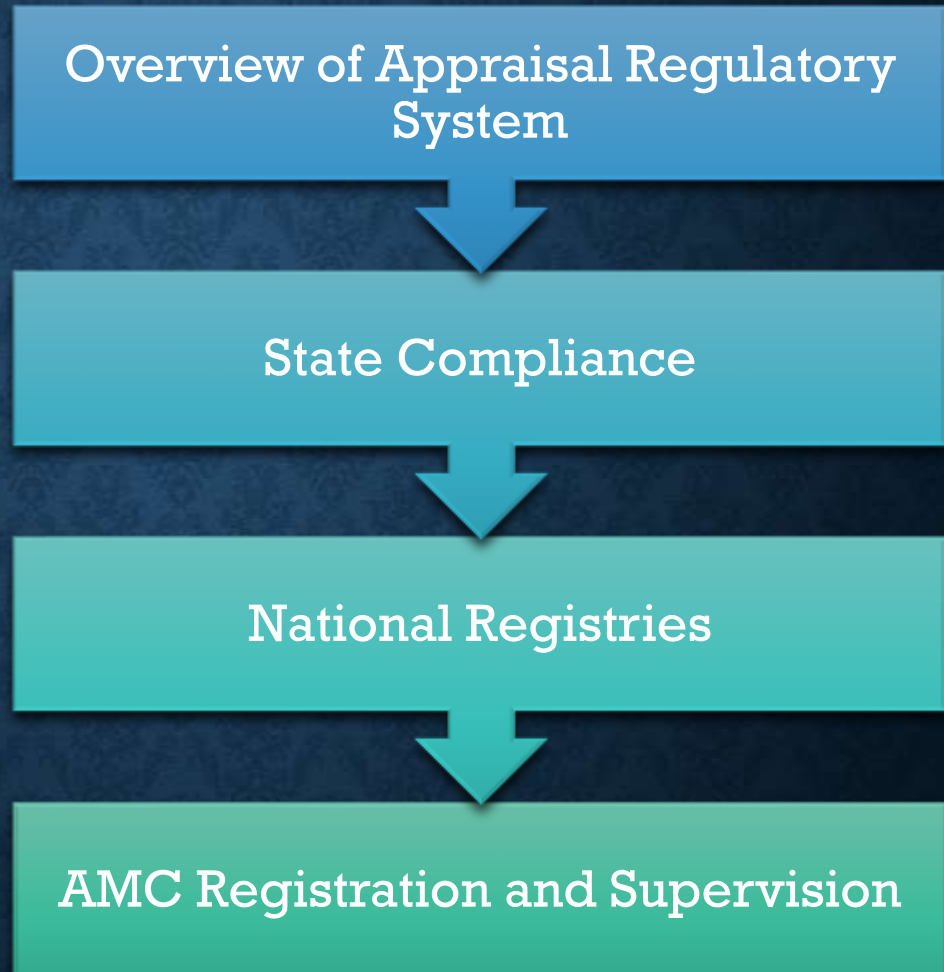 Overview of Appraisal Regulatory
System
State Compliance
National Registries
AMC Registration and Supervision